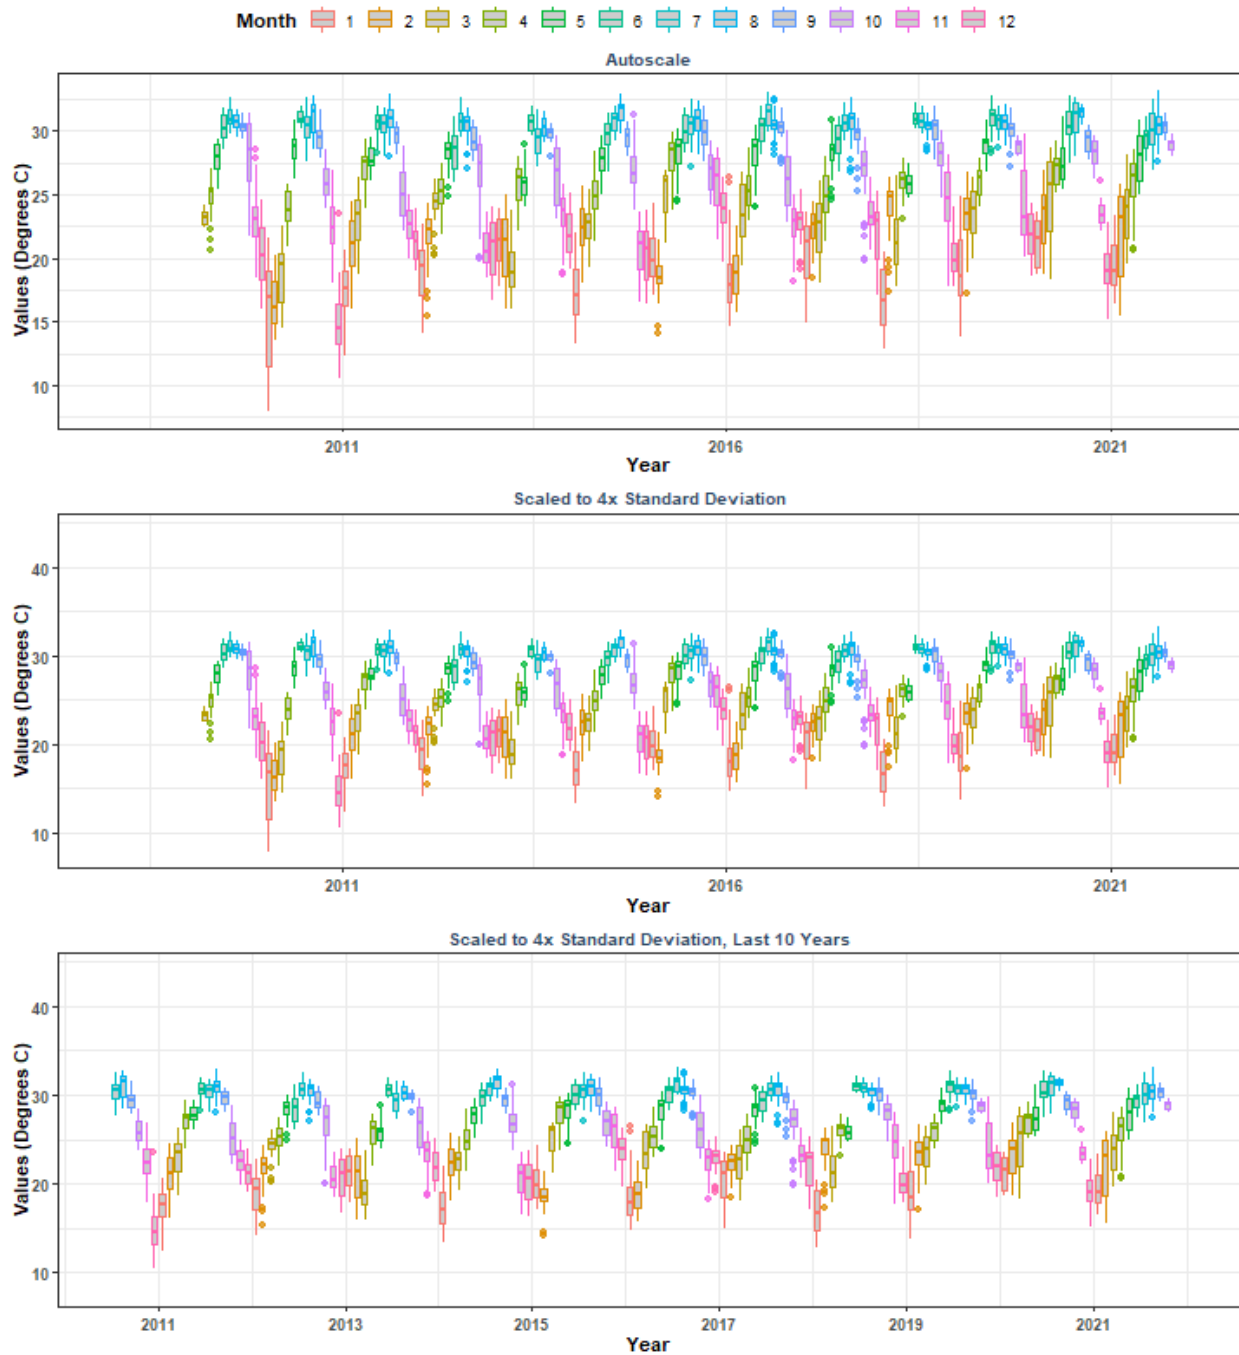 Month 1 2 3 4 5 6 7 8 9 10 11 12
Autoscale
Values (Degrees C)
30
25
20
15
10
2011 2016 2021
Year
Scaled to 4x Standard Deviation
Values (Degrees C)
40
30
20
10
2011 2016 2021
Year
Scaled to 4x Standard Deviation, Last 10 Years
Values (Degrees C)
40
30
20
10
2011 2013 2015 2017 2019 2021
Year